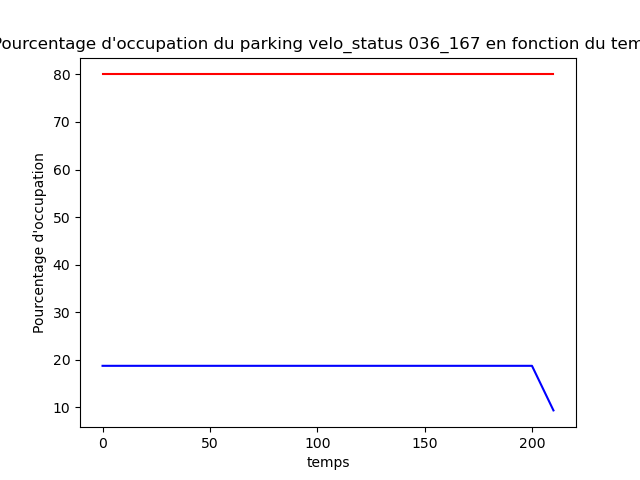 Pourcentage d'occupation du parking velo_status 036_167 en fonction du tem
80
70
60
50
40
30
20
10
Pourcentage d'occupation
0 50 100 150 200
temps